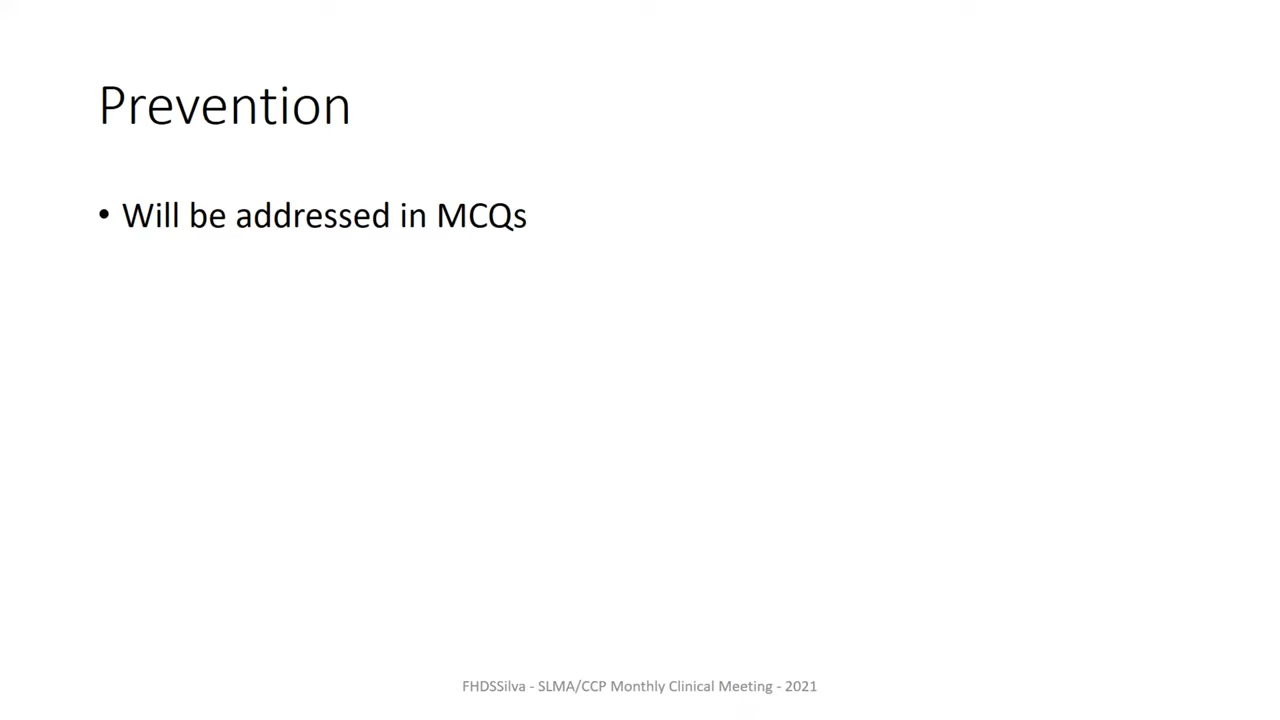 Prevention
• Will be addressed in MCQs
FHDSSilva - SLMA/CCP Monthly Clinical Meeting - 2021